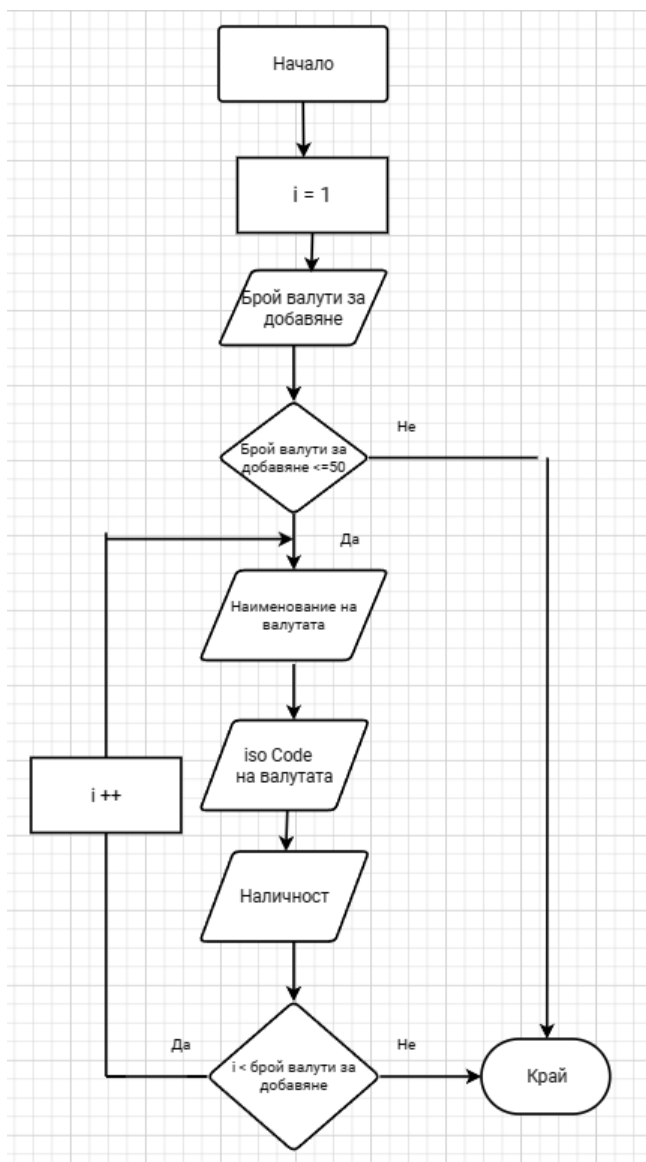 Начало
i = 1
Брой валути за
добавяне
Брой валути за
добавяне <=50
Не
Да
Наименование на
валутата
iso Code
на валутата
i ++
Наличност
Да
i < брой валути за
добавяне
Не
Край